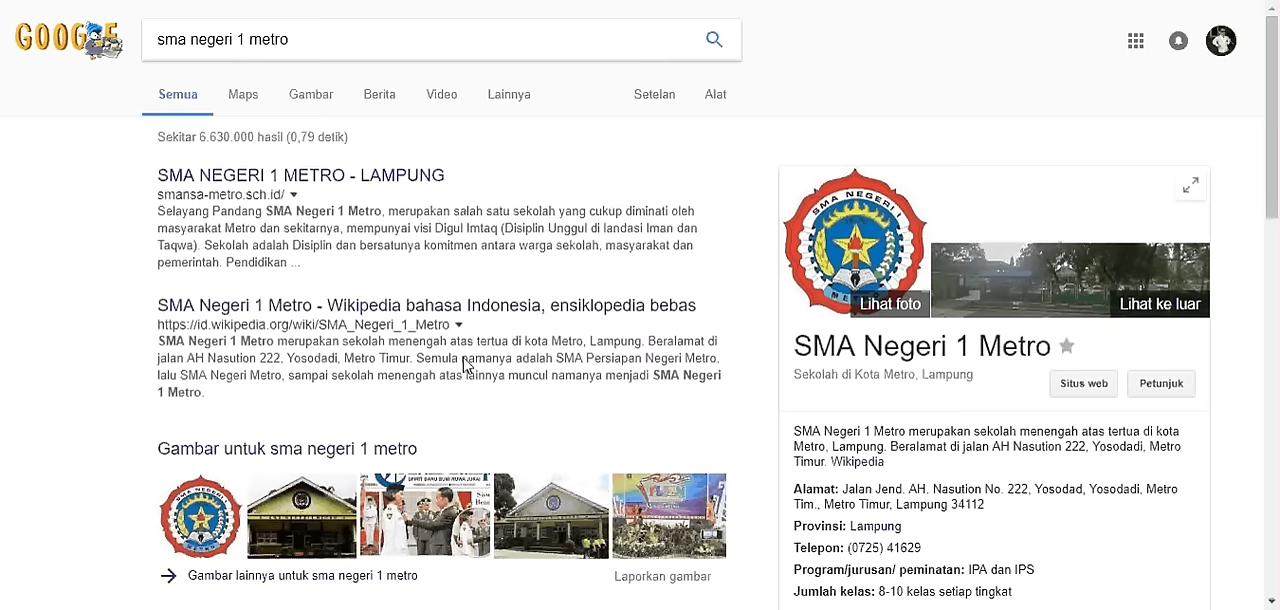 sma negeri 1 metro
Semua Maps Gambar Berita Video Lainnya Setelan Alat
Sekitar 6.630.000 hasil (0,79 detik)
SMA NEGERI 1 METRO - LAMPUNG
smansa-metro.sch.id/
Selayang Pandang SMA Negeri 1 Metro, merupakan salah satu sekolah yang cukup diminati oleh
masyarakat Metro dan sekitarnya, mempunyai visi Digul Imtaq (Disiplin Unggul di landasi Iman dan
Taqwa). Sekolah adalah Disiplin dan bersatunya komitmen antara warga sekolah, masyarakat dan
pemerintah. Pendidikan ...
SMA Negeri 1 Metro - Wikipedia bahasa Indonesia, ensiklopedia bebas
https://id.wikipedia.org/wiki/SMA_Negeri_1_Metro
SMA Negeri 1 Metro merupakan sekolah menengah atas tertua di kota Metro, Lampung. Beralamat di
jalan AH Nasution 222, Yosodadi, Metro Timur. Semula namanya adalah SMA Persiapan Negeri Metro,
lalu SMA Negeri Metro, sampai sekolah menengah atas lainnya muncul namanya menjadi SMA Negeri
1 Metro.
Gambar untuk sma negeri 1 metro
SMA NEGERI 1
METRO
Gambar lainnya untuk sma negeri 1 metro
Laporkan gambar
SMA NEGERI 1
Lihat foto
Lihat ke luar
SMA Negeri 1 Metro
Sekolah di Kota Metro, Lampung
Situs web
Petunjuk
SMA Negeri 1 Metro merupakan sekolah menengah atas tertua di kota
Metro, Lampung. Beralamat di jalan AH Nasution 222, Yosodadi, Metro
Timur. Wikipedia
Alamat: Jalan Jend. AH. Nasution No. 222, Yosodad, Yosodadi, Metro
Tim., Metro Timur, Lampung 34112
Provinsi: Lampung
Telepon: (0725) 41629
Program/jurusan/ peminatan: IPA dan IPS
Jumlah kelas: 8-10 kelas setiap tingkat